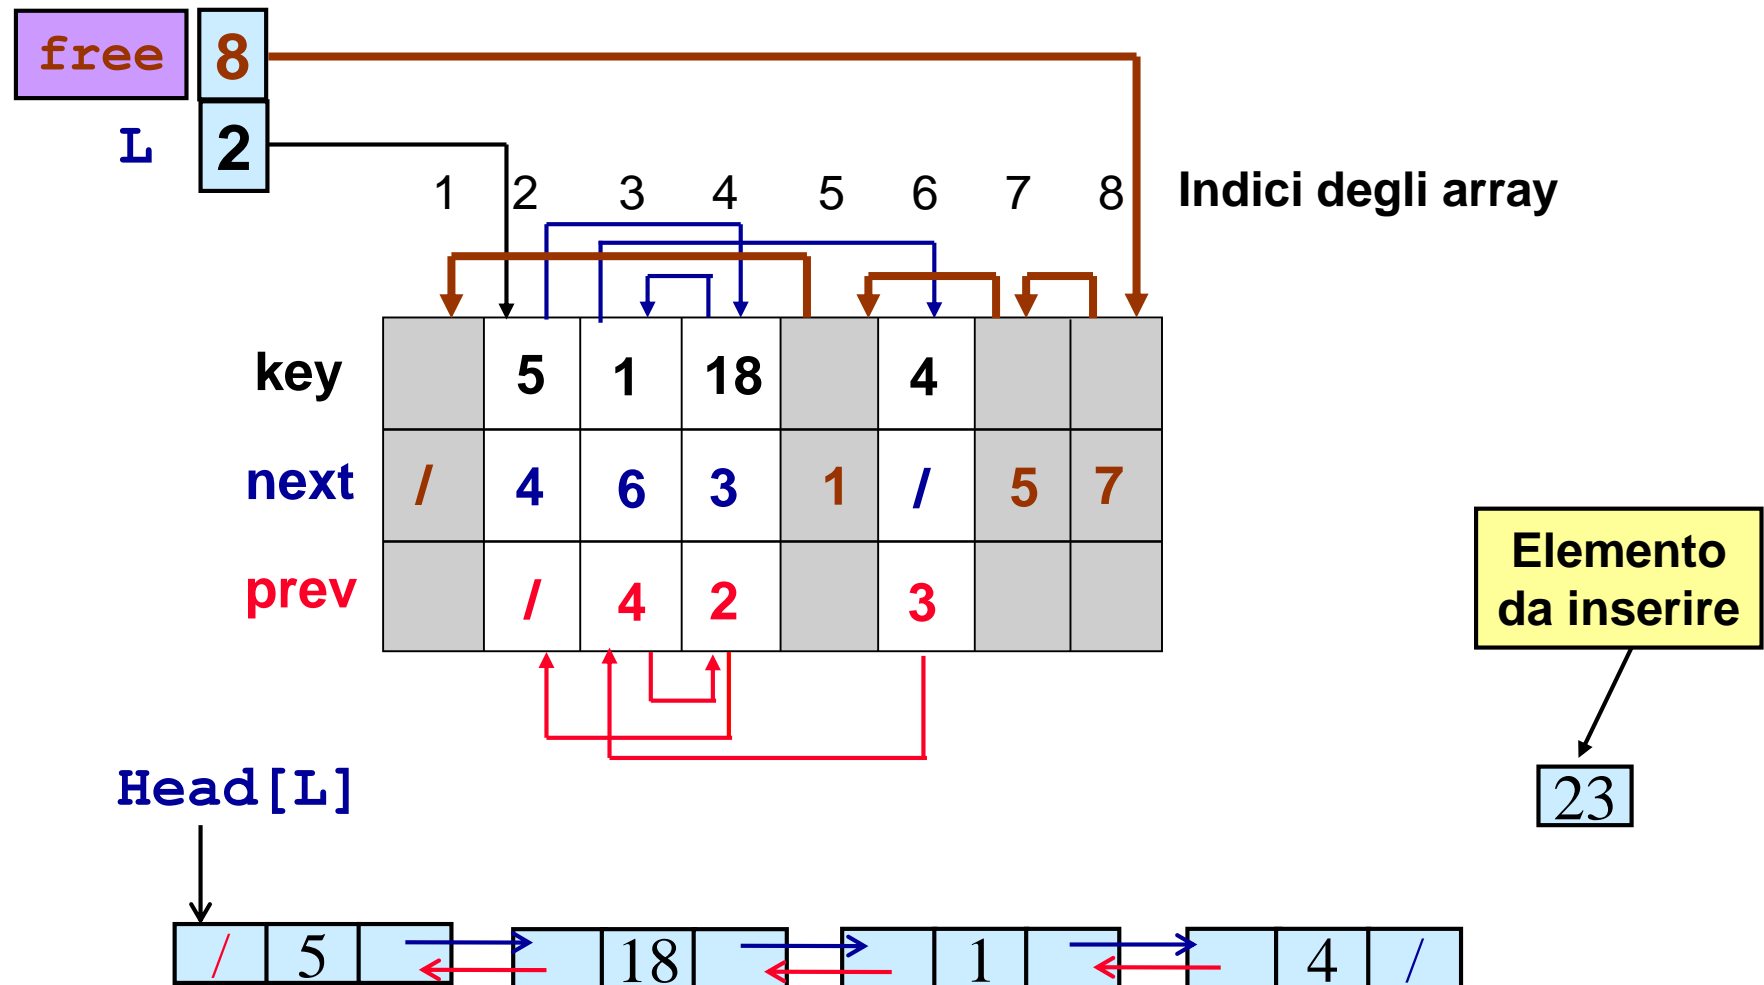 free 8
L 2
1 2 3 4 5 6 7 8 Indici degli array
key 5 1 18 4
next / 4 6 3 1 / 5 7
prev / 4 2 3
Elemento
da inserire
23
Head[L]
/ 5 18 1 4 /